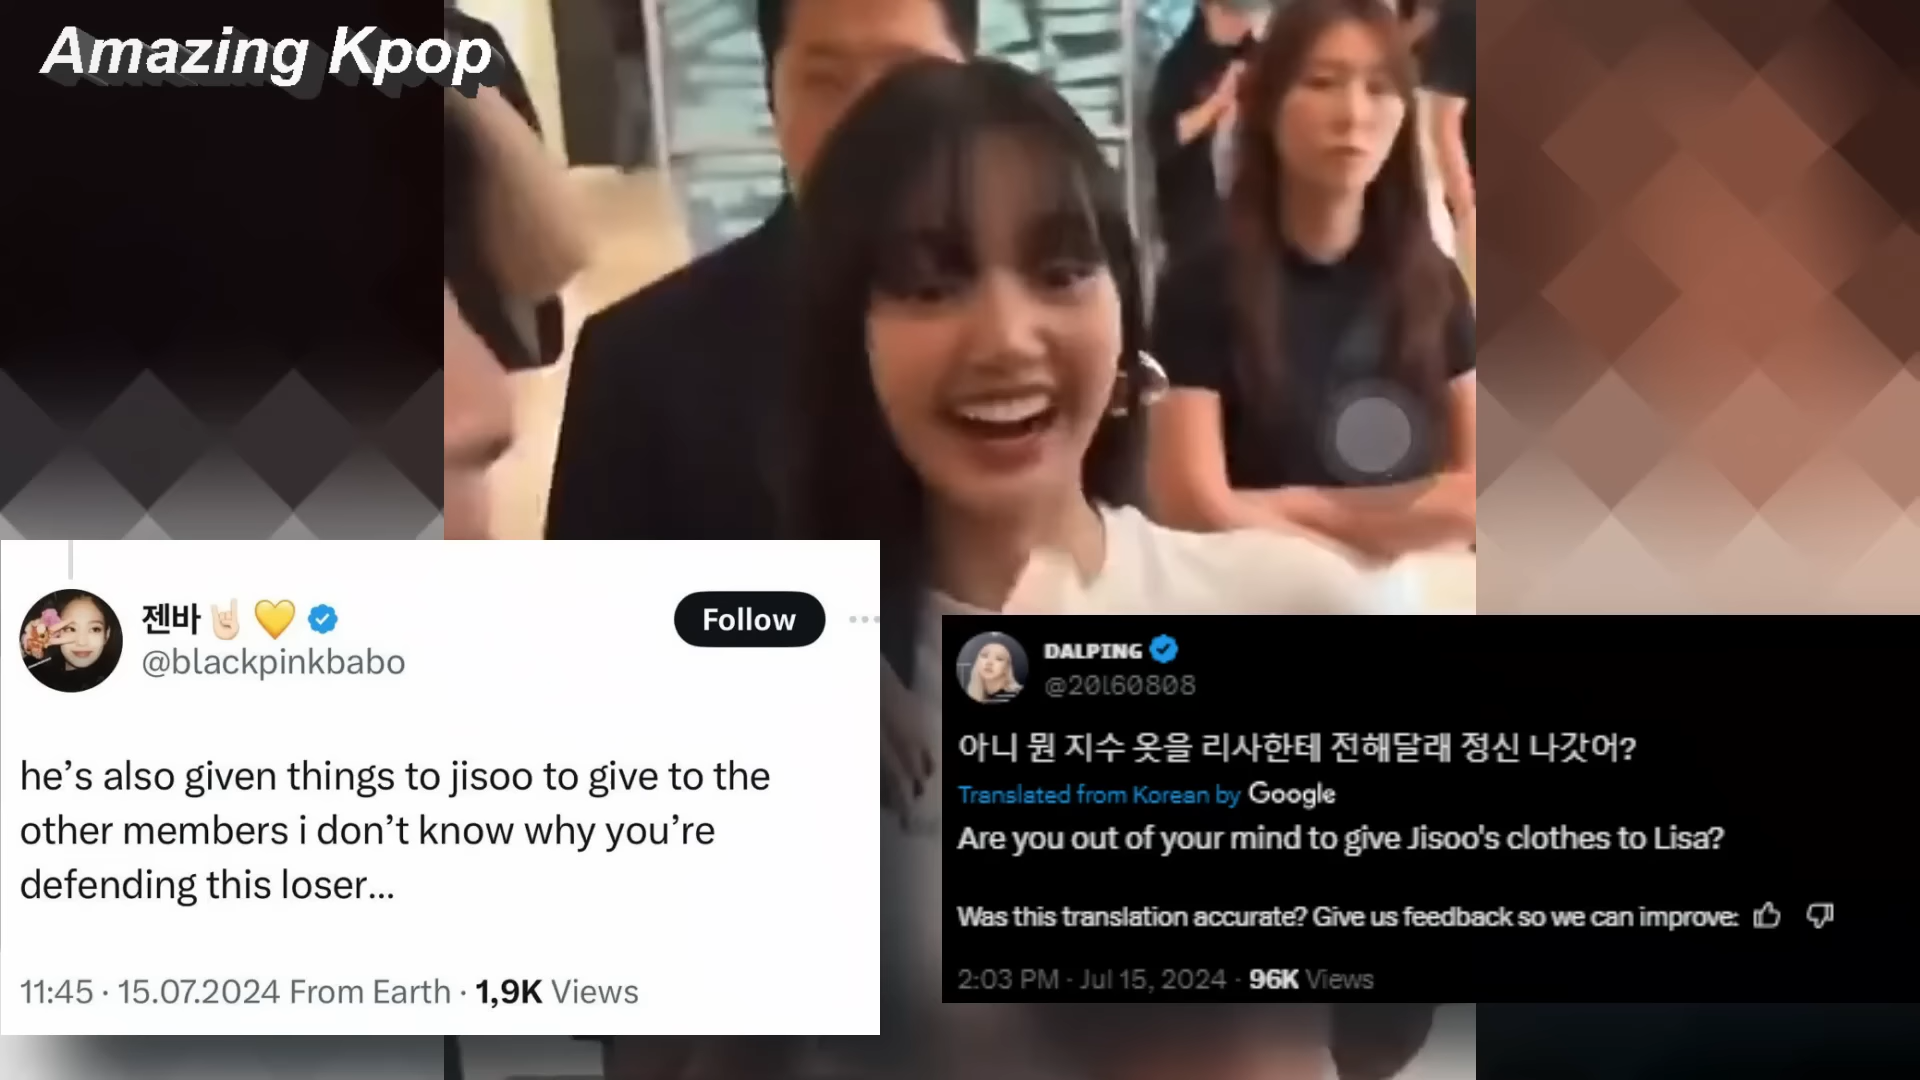 Amazing Kpop
젠바🤘🏻💛
Follow
@blackpinkbabo
he’s also given things to jisoo to give to the
other members i don’t know why you’re
defending this loser...
11:45 · 15.07.2024 From Earth · 1,9K Views
DALPING
@20l60808
아니 뭔 지수 옷을 리사한테 전해달래 정신 나갓어?
Translated from Korean by Google
Are you out of your mind to give Jisoo's clothes to Lisa?
Was this translation accurate? Give us feedback so we can improve:
2:03 PM · Jul 15, 2024 · 96K Views